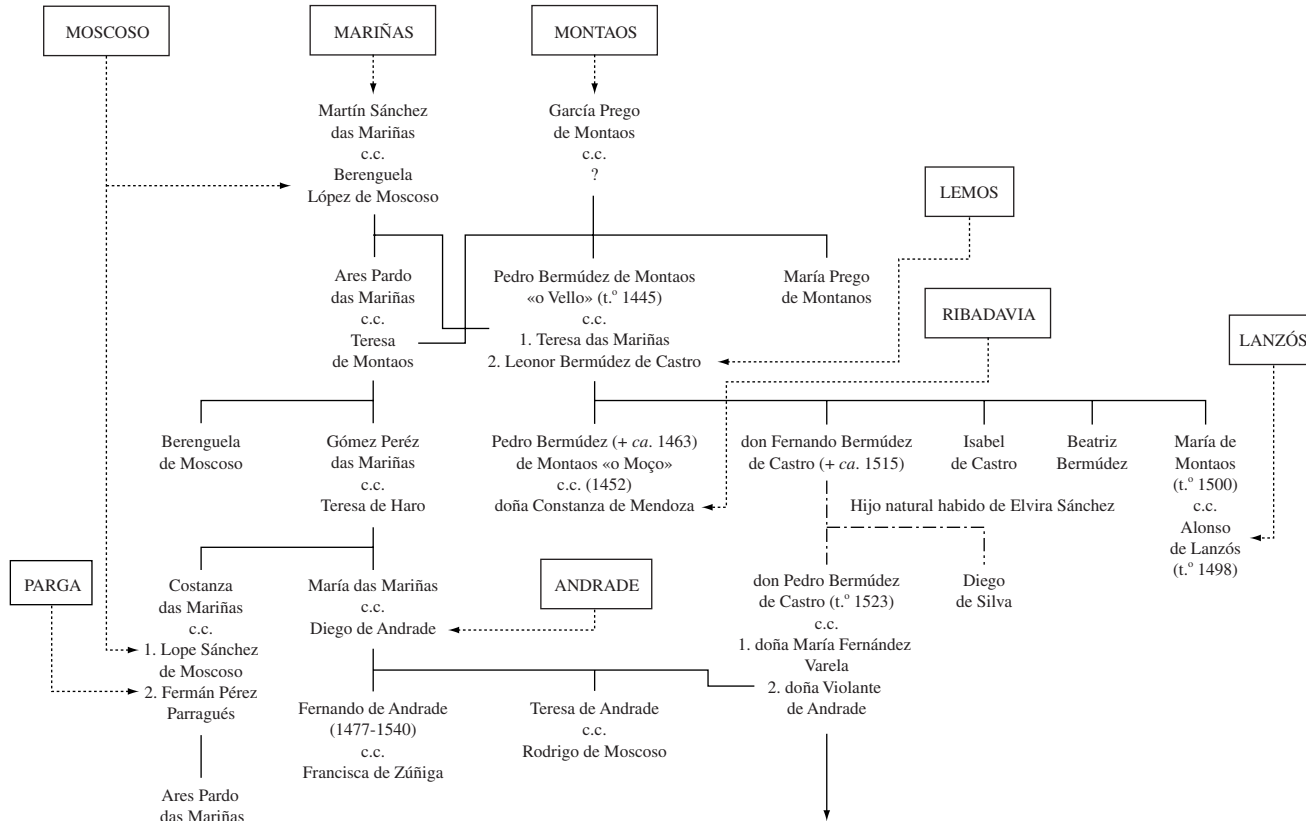 MOSCOSO
MARIÑAS
MONTAOS
Martín Sánchez
das Mariñas
c.c.
Berenguela
López de Moscoso
García Prego
de Montaos
c.c.
?
LEMOS
Ares Pardo
das Mariñas
c.c.
Teresa
de Montaos
Pedro Bermúdez de Montaos
«o Vello» (t.º 1445)
c.c.
1. Teresa das Mariñas
2. Leonor Bermúdez de Castro
María Prego
de Montanos
RIBADAVIA
LANZÓS
Berenguela
de Moscoso
Gómez Peréz
das Mariñas
c.c.
Teresa de Haro
Pedro Bermúdez (+ ca. 1463)
de Montaos «o Moço»
c.c. (1452)
doña Constanza de Mendoza
don Fernando Bermúdez
de Castro (+ ca. 1515)
Isabel
de Castro
Beatriz
Bermúdez
María de
Montaos
(t.º 1500)
c.c.
Alonso
de Lanzós
(t.º 1498)
Hijo natural habido de Elvira Sánchez
PARGA
Costanza
das Mariñas
c.c.
1. Lope Sánchez
de Moscoso
2. Fermán Pérez
Parragués
María das Mariñas
c.c.
Diego de Andrade
ANDRADE
don Pedro Bermúdez
de Castro (t.º 1523)
c.c.
1. doña María Fernández
Varela
2. doña Violante
de Andrade
Diego
de Silva
Fernando de Andrade
(1477-1540)
c.c.
Francisca de Zúñiga
Teresa de Andrade
c.c.
Rodrigo de Moscoso
Ares Pardo
das Mariñas